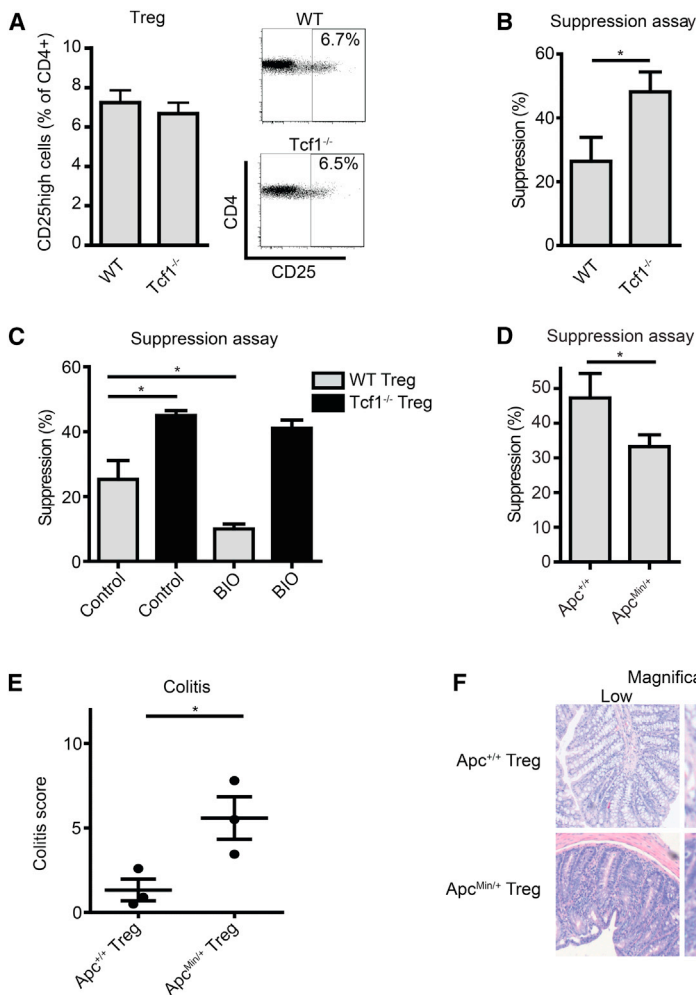 A
Treg
CD25high cells (% of CD4+)
10
8
6
4
2
0
WT
Tcf1-/-
WT
6.7%
Tcf1-/-
6.5%
CD4
CD25
B
Suppression assay
Suppression (%)
60
40
20
0
*
WT
Tcf1-/-
C
Suppression assay
Suppression (%)
60
40
20
0
*
*
Control
Control
BIO
BIO
WT Treg
Tcf1-/- Treg
D
Suppression assay
Suppression (%)
50
40
30
20
10
0
*
Apc+/+
ApcMin/+
E
Colitis
Colitis score
10
5
0
*
Apc+/+ Treg
ApcMin/+ Treg
F
Magnifica
Low
Apc+/+ Treg
ApcMin/+ Treg